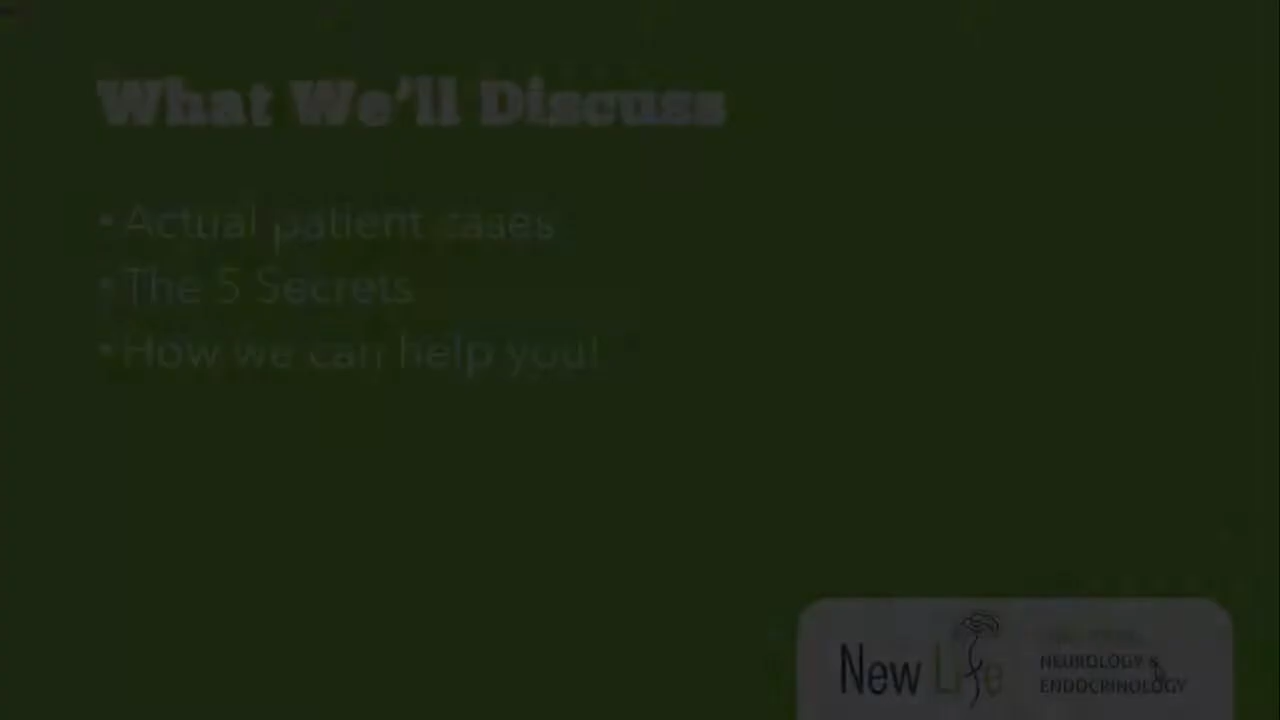 What We'll Discuss
• Actual patient cases
• The 5 Secrets
• How we can help you!
New Life
NEUROLOGY &
ENDOCRINOLOGY